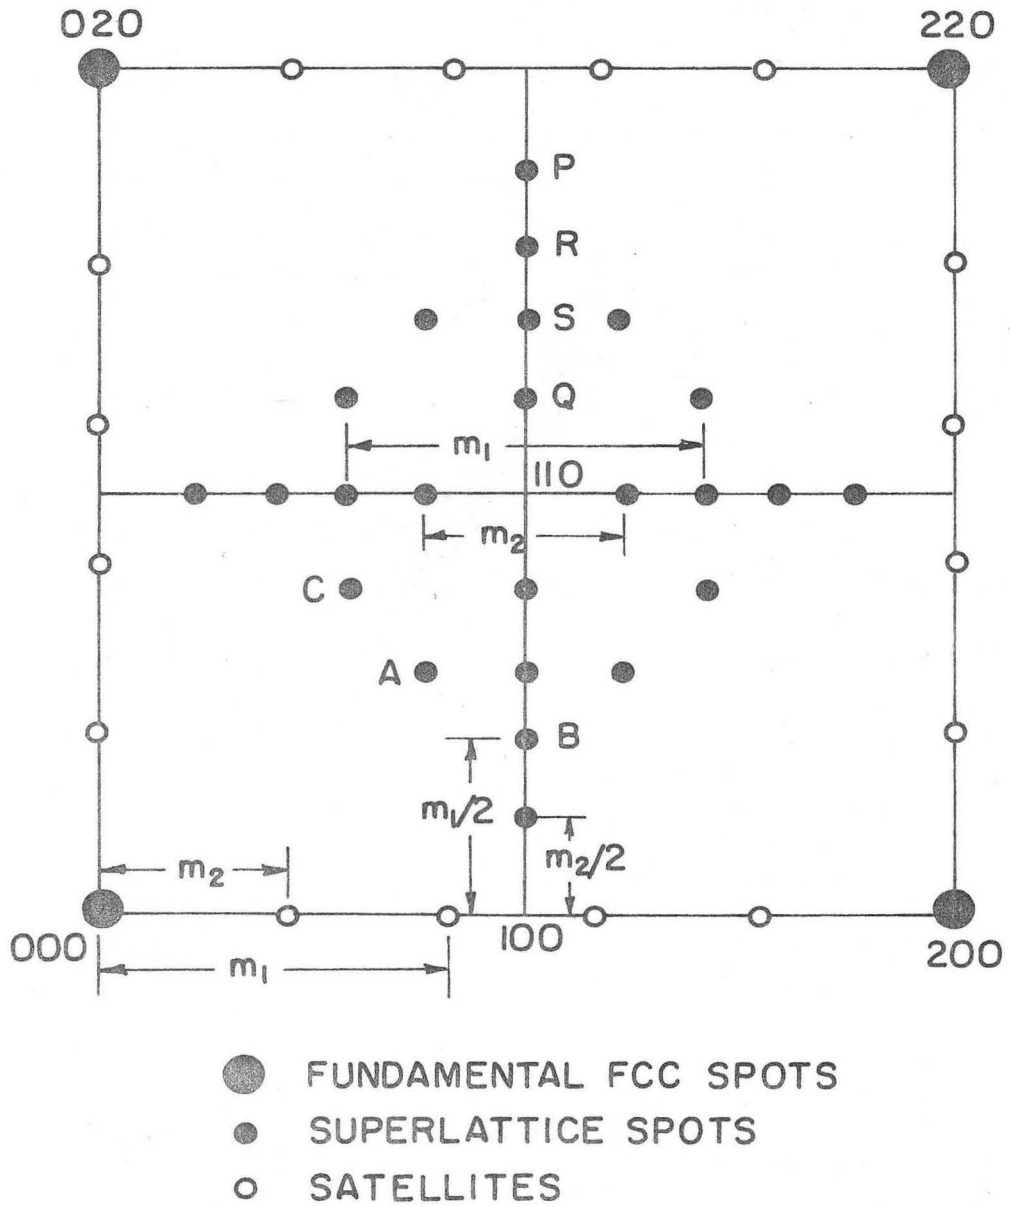 020 220
P
R
S
Q
m₁
110
m₂
C
A
B
m₁/2
m₂/2
m₂
000 100 200
m₁
FUNDAMENTAL FCC SPOTS
SUPERLATTICE SPOTS
SATELLITES